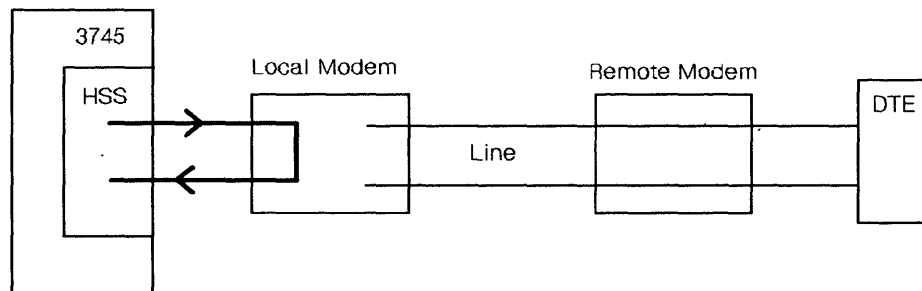 3745
HSS
Local Modem
Line
Remote Modem
DTE